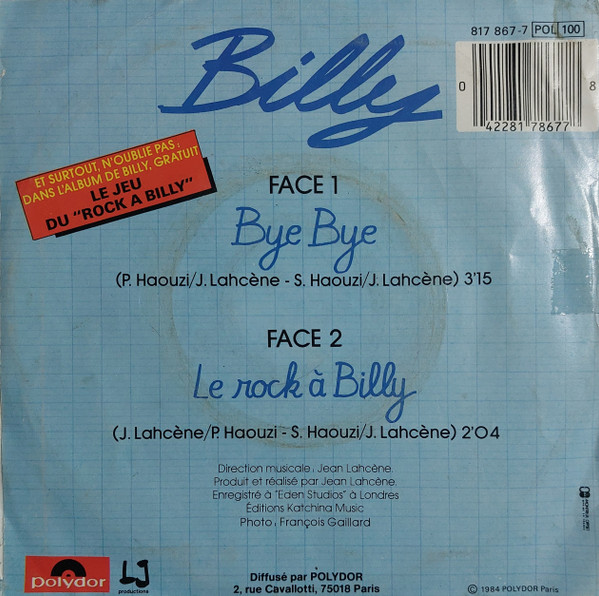 817 867-7 POL 100
Billy
0 42281 78677 8
ET SURTOUT, N'OUBLIE PAS :
DANS L'ALBUM DE BILLY, GRATUIT
LE JEU
DU "ROCK A BILLY"
FACE 1
Bye Bye
(P. Haouzi/J. Lahcène - S. Haouzi/J. Lahcène) 3'15
FACE 2
Le rock à Billy
(J. Lahcène/P. Haouzi - S. Haouzi/J. Lahcène) 2'04
Direction musicale : Jean Lahcène.
Produit et réalisé par Jean Lahcène.
Enregistré à "Eden Studios" à Londres
Éditions Katchina Music
Photo : François Gaillard
polydor
LJ
productions
Diffusé par POLYDOR
2, rue Cavallotti, 75018 Paris
© 1984 POLYDOR Paris